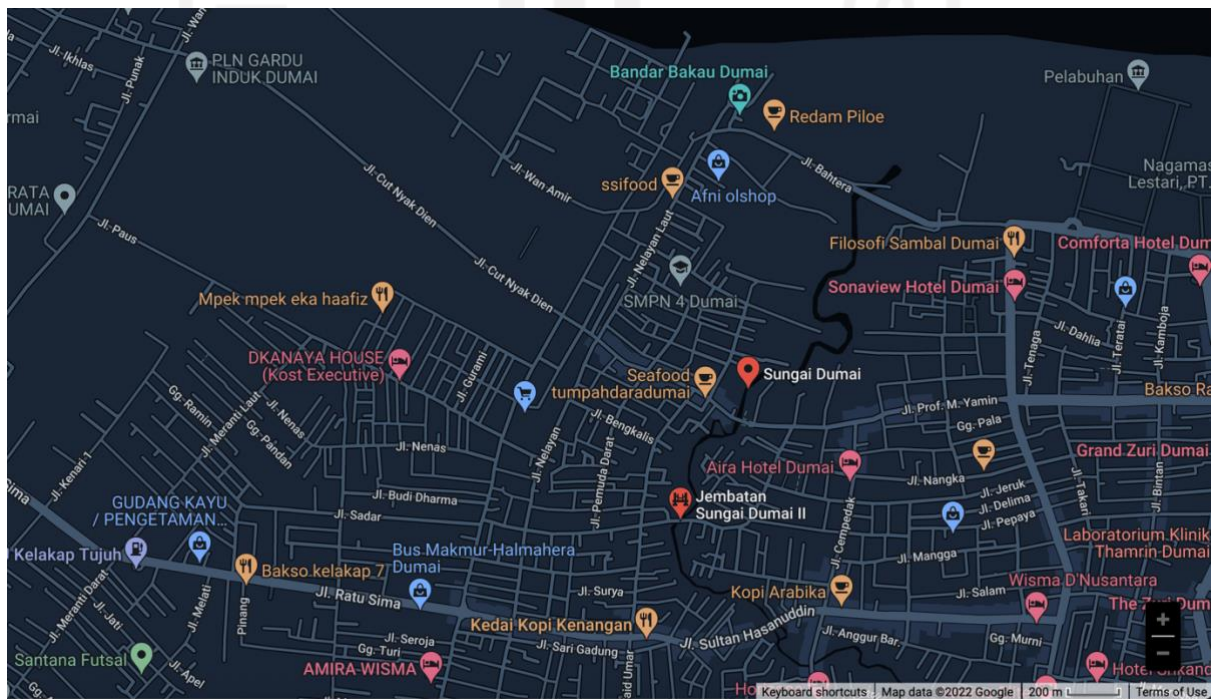 Jl. Wan
PLN GARDU
INDUK DUMAI
Jl. Ikhlas
Jl. Punak
Bandar Bakau Dumai
Pelabuhan
Redam Piloe
Jl. Bahtera
Nagamas
Lestari, PT.
Jl. Cut Nyak Dien
Jl. Wan Amir
ssifood
Afni olshop
Jl. Paus
Jl. Nelayan Laut
Filosofi Sambal Dumai
Comforta Hotel Dum
Jl. Cut Nyak Dien
SMPN 4 Dumai
Sonaview Hotel Dumai
Mpek mpek eka haafiz
Jl. Tenaga
Jl. Dahlia
Jl. Teratai
Jl. Kamboja
DKANAYA HOUSE
(Kost Executive)
Jl. Gurami
Seafood
tumpahdaradumai
Sungai Dumai
Bakso Ra
Gg. Ramin
Jl. Meranti Laut
Jl. Nenas
Gg. Pandan
Jl. Bengkalis
Jl. Prof. M. Yamin
Gg. Pala
Jl. Kenari 1
Jl. Nenas
Jl. Nelayan
Jl. Pemuda Darat
Aira Hotel Dumai
Jl. Nangka
Grand Zuri Dumai
Sima
GUDANG KAYU
/ PENGETAMAN...
Jl. Budi Dharma
Jl. Sadar
Jembatan
Sungai Dumai II
Jl. Cempedak
Jl. Jeruk
Jl. Delima
Jl. Pepaya
Jl. Takari
Jl. Bintan
Kelakap Tujuh
Bus Makmur-Halmahera
Dumai
Jl. Mangga
Laboratorium Klinik
Thamrin Dumai
Bakso kelakap 7
Jl. Ratu Sima
Jl. Surya
Kopi Arabika
Jl. Salam
Wisma D'Nusantara
The Zuri Dum
Jl. Meranti Darat
Jl. Jati
Jl. Melati
Pinang
Kedai Kopi Kenangan
Jl. Sultan Hasanuddin
Jl. Anggur Bar.
Gg. Murni
Santana Futsal
Jl. Apel
Jl. Seroja
Gg. Turi
Jl. Sari Gadung
AMIRA WISMA
aid Umar
Keyboard shortcuts
Map data ©2022 Google
200 m
Terms of Use